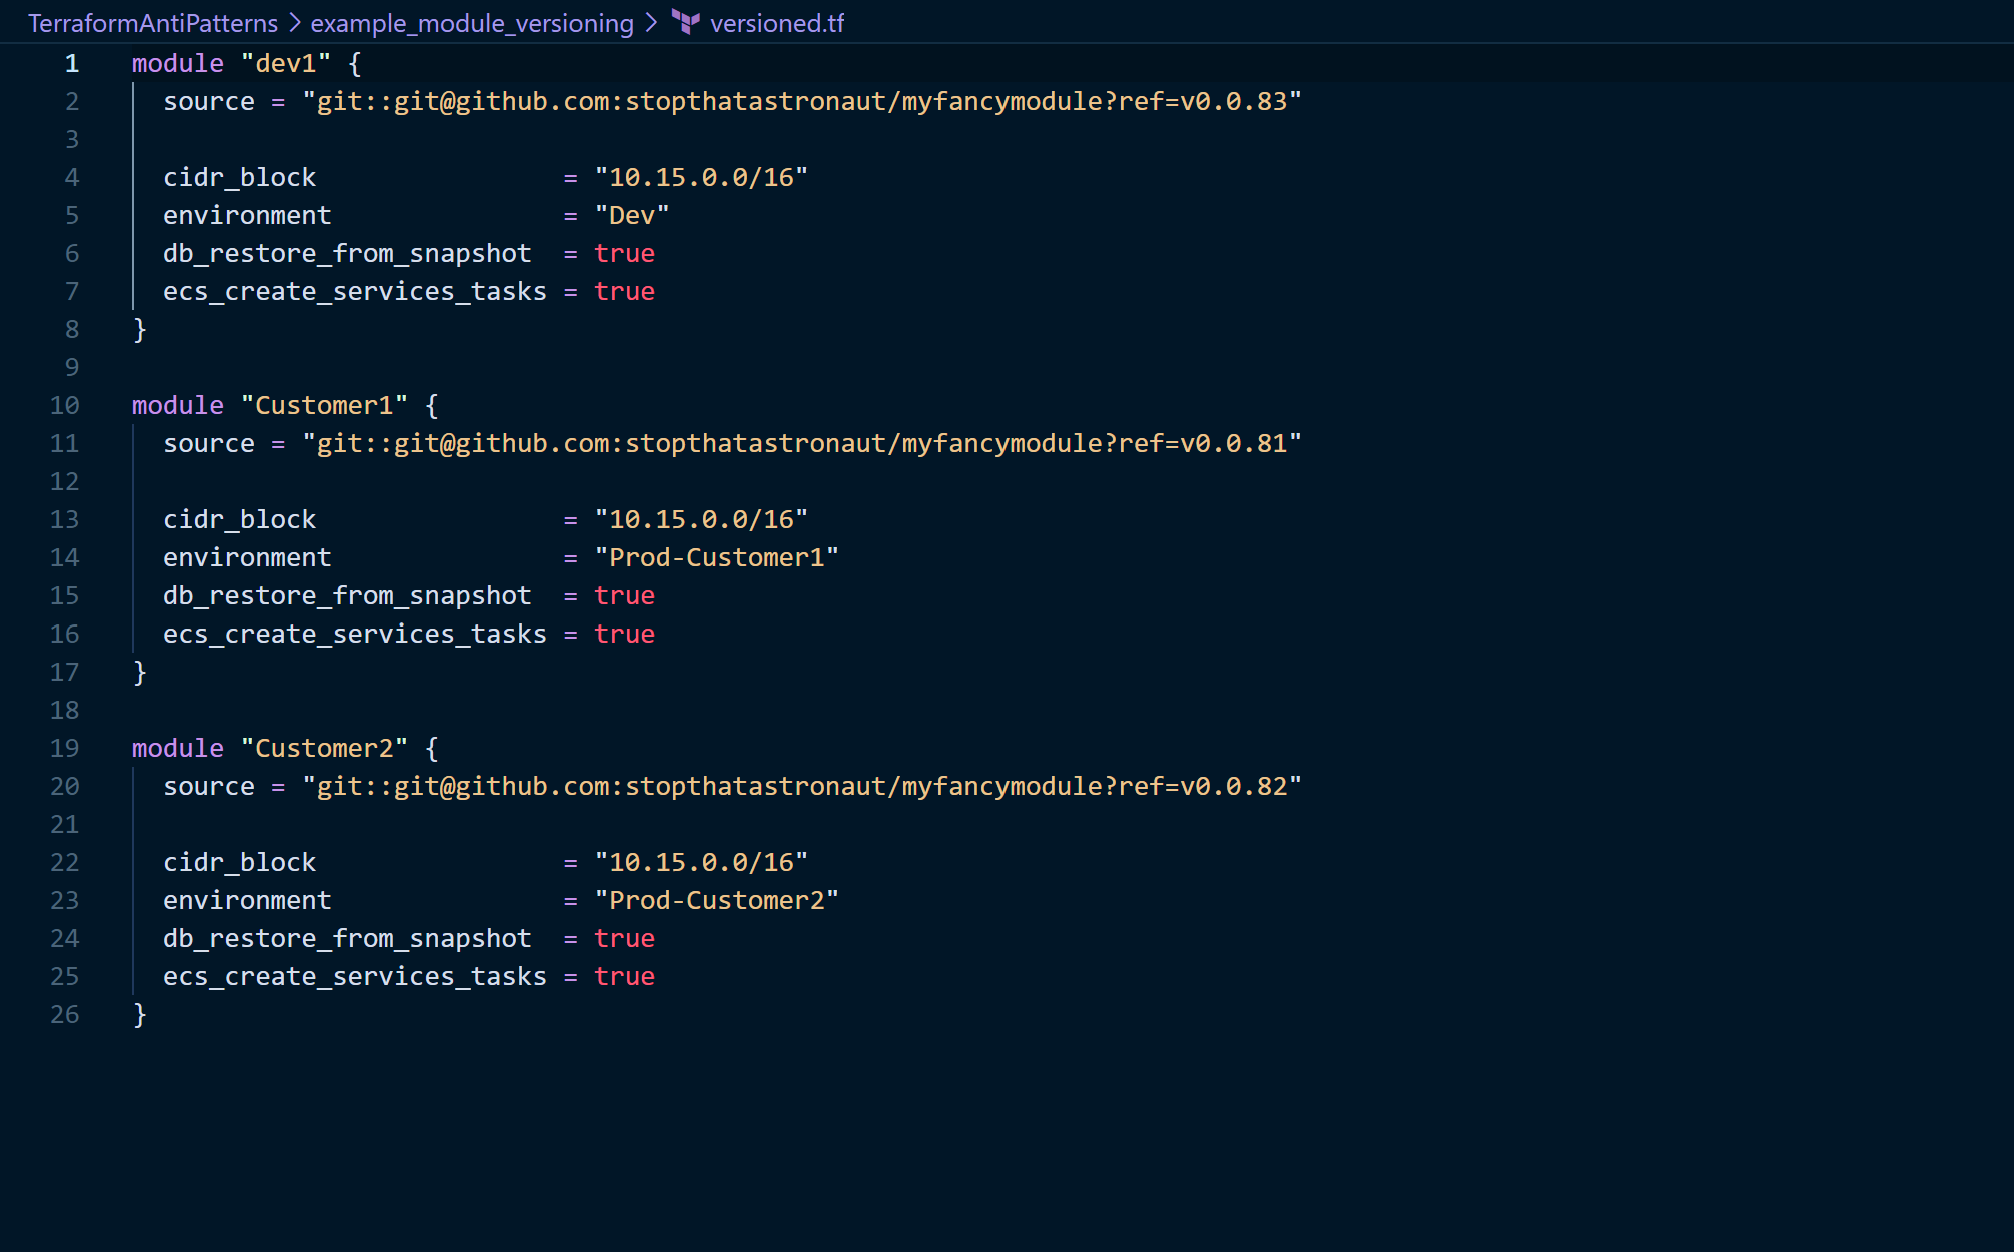 TerraformAntiPatterns > example_module_versioning > versioned.tf
1 module "dev1" {
2   source = "git::git@github.com:stopthatastronaut/myfancymodule?ref=v0.0.83"
3
4   cidr_block                = "10.15.0.0/16"
5   environment               = "Dev"
6   db_restore_from_snapshot  = true
7   ecs_create_services_tasks = true
8 }
9
10 module "Customer1" {
11   source = "git::git@github.com:stopthatastronaut/myfancymodule?ref=v0.0.81"
12
13   cidr_block                = "10.15.0.0/16"
14   environment               = "Prod-Customer1"
15   db_restore_from_snapshot  = true
16   ecs_create_services_tasks = true
17 }
18
19 module "Customer2" {
20   source = "git::git@github.com:stopthatastronaut/myfancymodule?ref=v0.0.82"
21
22   cidr_block                = "10.15.0.0/16"
23   environment               = "Prod-Customer2"
24   db_restore_from_snapshot  = true
25   ecs_create_services_tasks = true
26 }